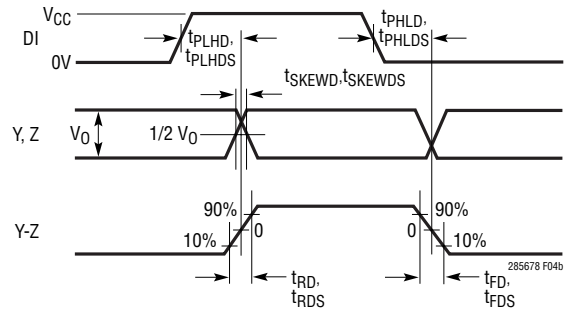 VCC
DI
0V
tPLHD,
tPLHDS
tPHLD,
tPHLDS
tSKEWD,tSKEWDS
Y, Z
VO
1/2 VO
Y-Z
90%
10%
0
0
90%
10%
tRD,
tRDS
tFD,
tFDS
285678 F04b